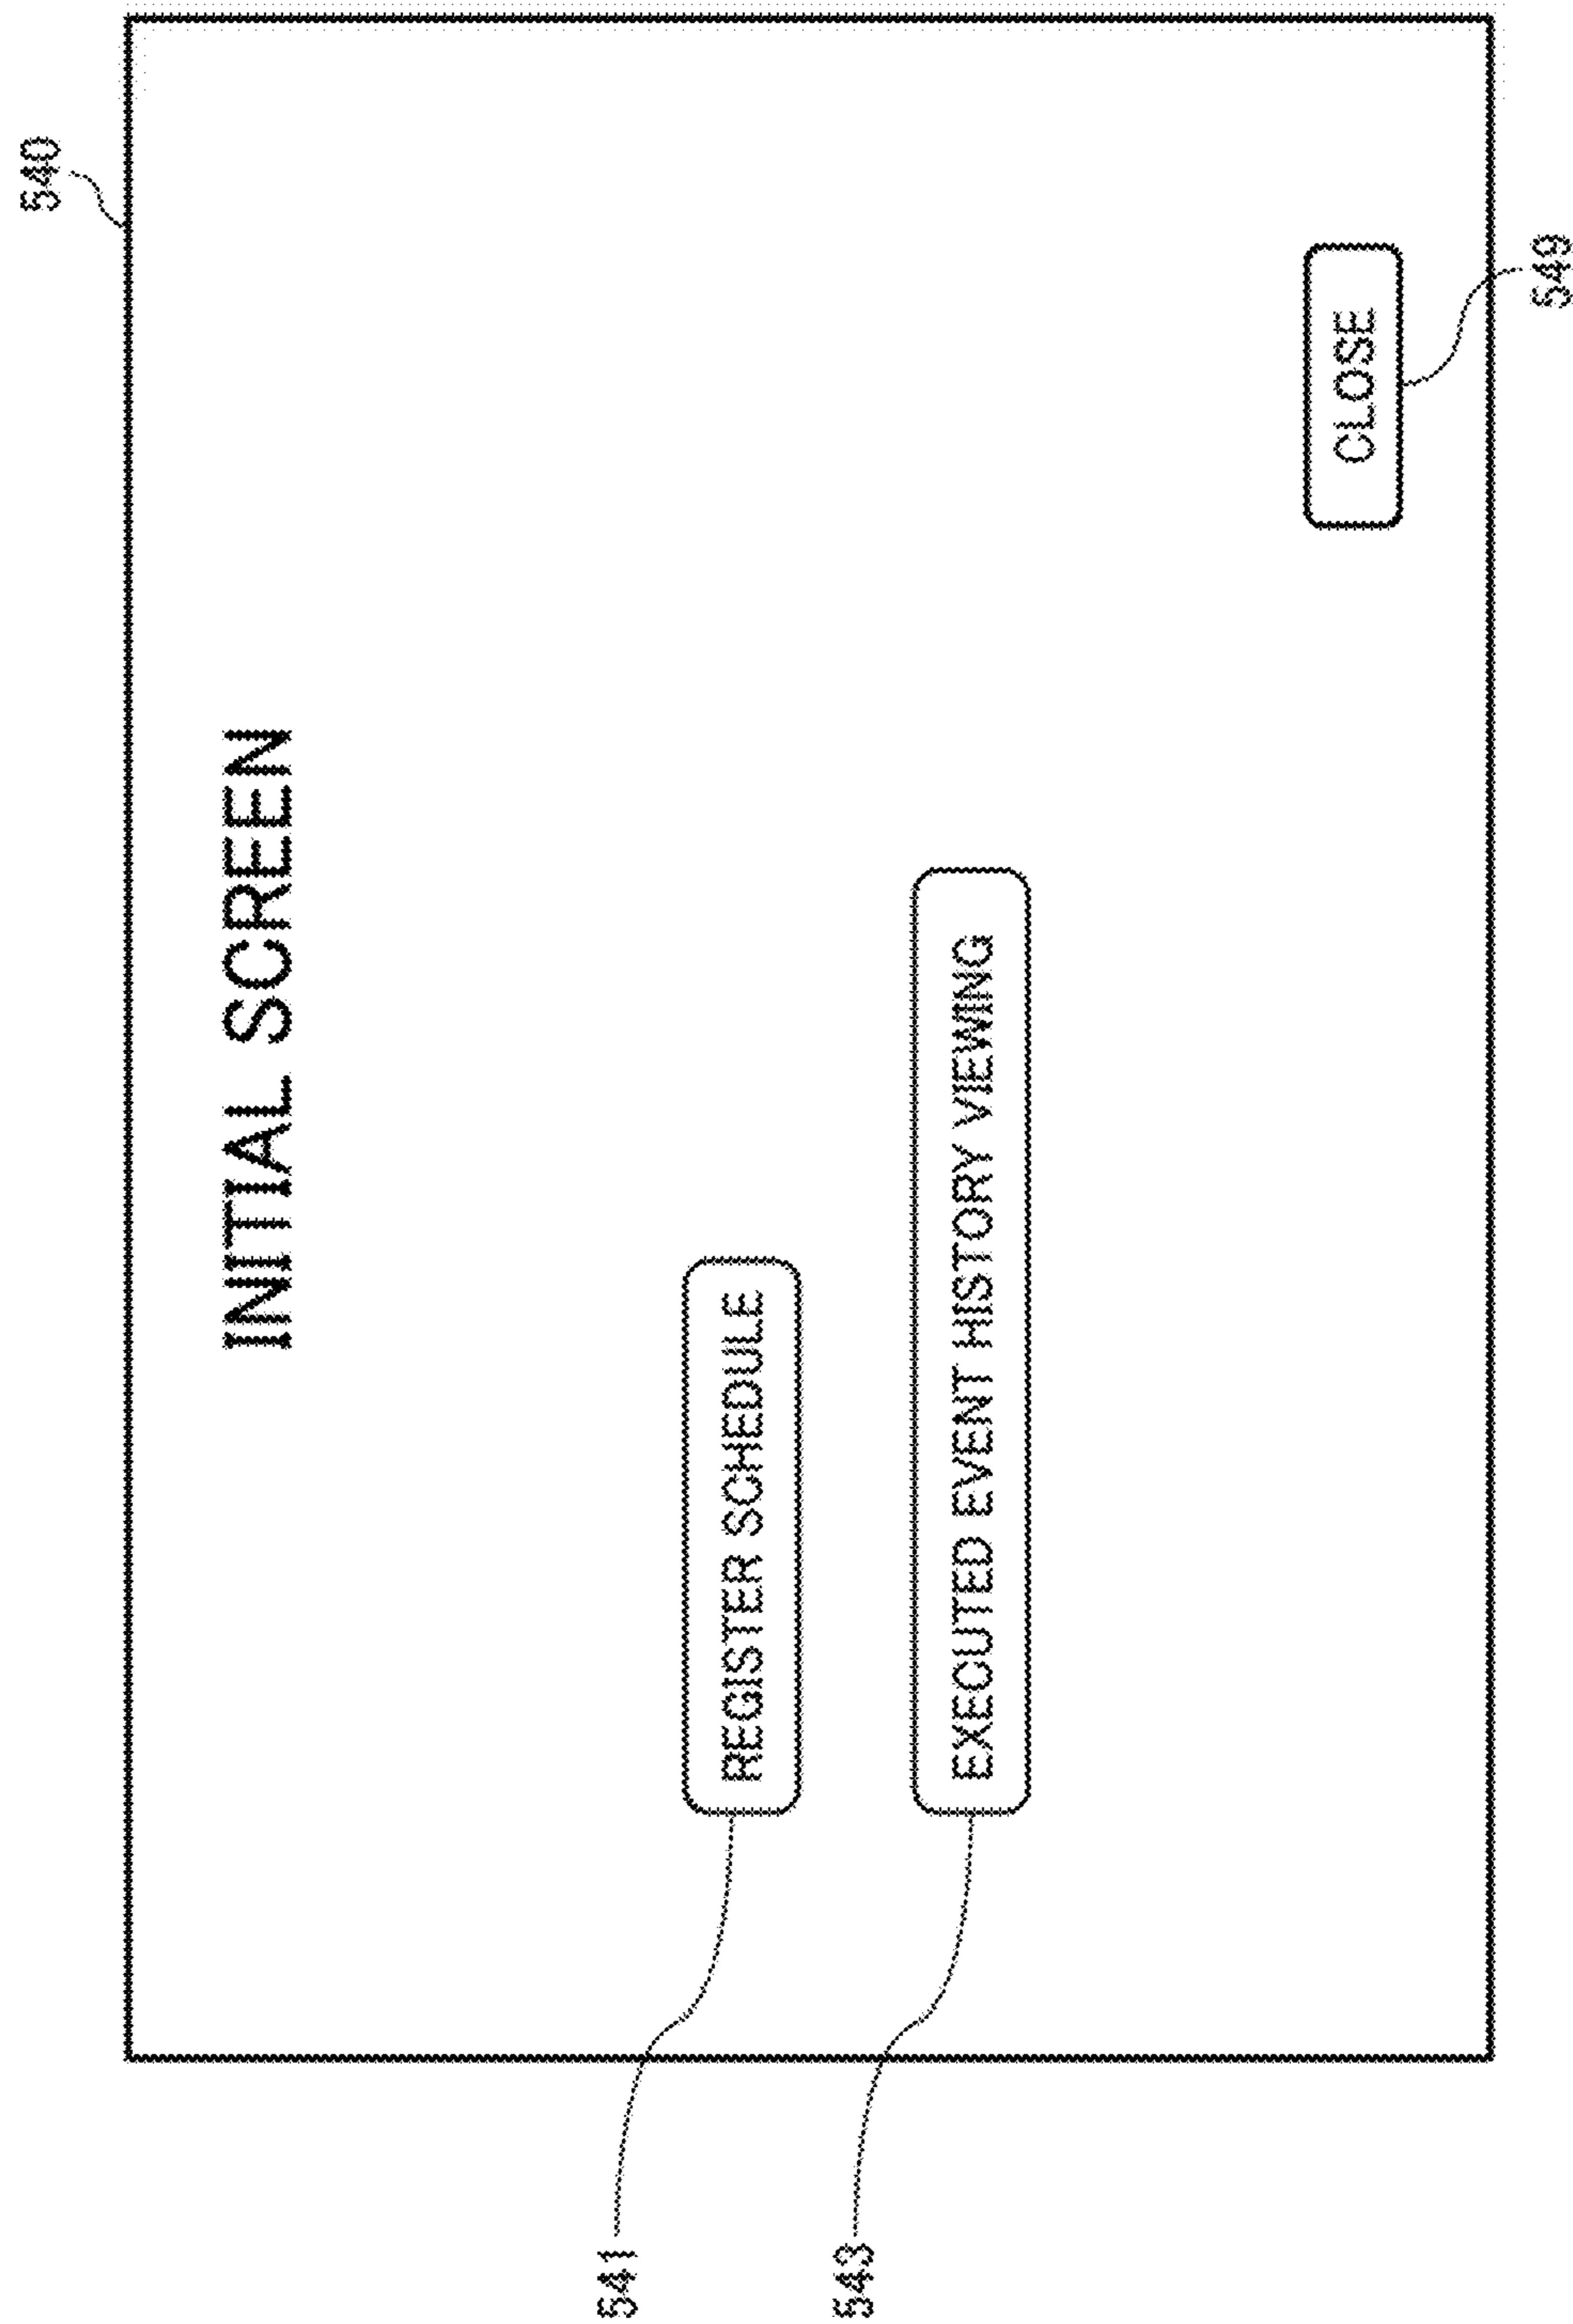 540
INITIAL SCREEN
541
REGISTER SCHEDULE
543
EXECUTED EVENT HISTORY VIEWING
CLOSE
549